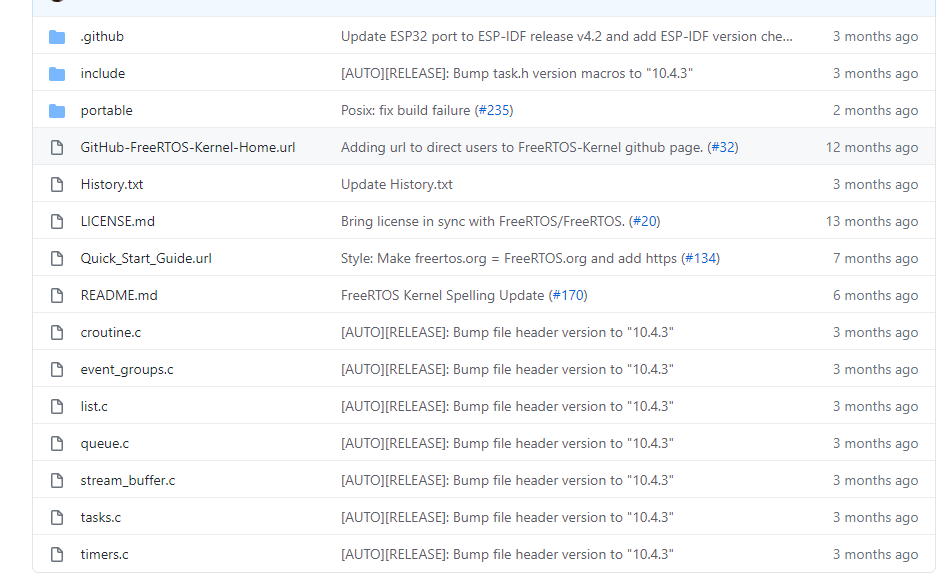 .github Update ESP32 port to ESP-IDF release v4.2 and add ESP-IDF version che... 3 months ago
include [AUTO][RELEASE]: Bump task.h version macros to "10.4.3" 3 months ago
portable Posix: fix build failure (#235) 2 months ago
GitHub-FreeRTOS-Kernel-Home.url Adding url to direct users to FreeRTOS-Kernel github page. (#32) 12 months ago
History.txt Update History.txt 3 months ago
LICENSE.md Bring license in sync with FreeRTOS/FreeRTOS. (#20) 13 months ago
Quick_Start_Guide.url Style: Make freertos.org = FreeRTOS.org and add https (#134) 7 months ago
README.md FreeRTOS Kernel Spelling Update (#170) 6 months ago
croutine.c [AUTO][RELEASE]: Bump file header version to "10.4.3" 3 months ago
event_groups.c [AUTO][RELEASE]: Bump file header version to "10.4.3" 3 months ago
list.c [AUTO][RELEASE]: Bump file header version to "10.4.3" 3 months ago
queue.c [AUTO][RELEASE]: Bump file header version to "10.4.3" 3 months ago
stream_buffer.c [AUTO][RELEASE]: Bump file header version to "10.4.3" 3 months ago
tasks.c [AUTO][RELEASE]: Bump file header version to "10.4.3" 3 months ago
timers.c [AUTO][RELEASE]: Bump file header version to "10.4.3" 3 months ago